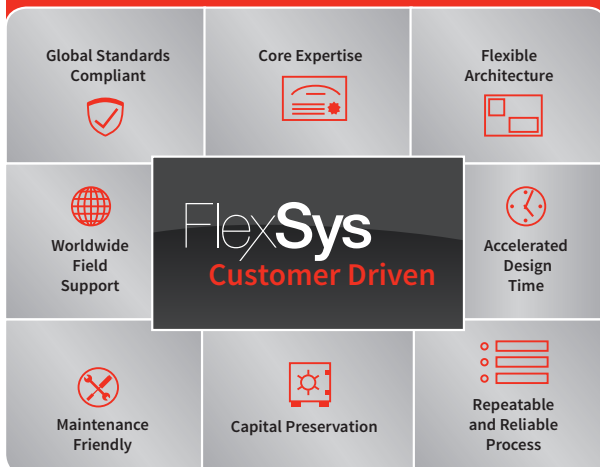 Global Standards
Compliant
Core Expertise
Flexible
Architecture
Worldwide
Field
Support
FlexSys
Customer Driven
Accelerated
Design
Time
Maintenance
Friendly
Capital Preservation
Repeatable
and Reliable
Process